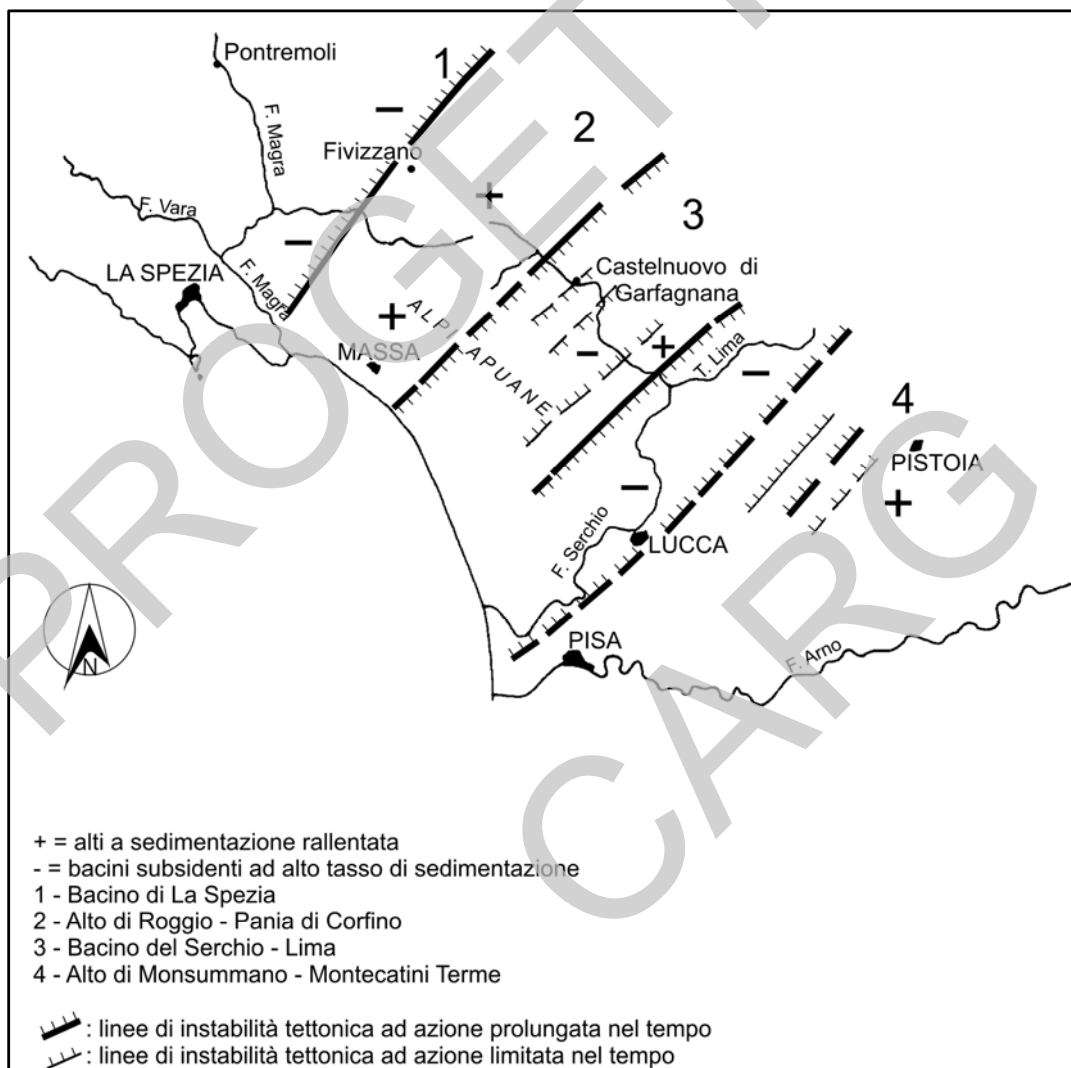 PROGETTO
CARG
Pontremoli
1
F. Magra
2
Fivizzano
F. Vara
3
LA SPEZIA
F. Magra
Castelnuovo di
Garfagnana
ALPI APUANE
MASSA
T. Lima
4
PISTOIA
F. Serchio
LUCCA
N
PISA
F. Arno
+ = alti a sedimentazione rallentata
- = bacini subsidenti ad alto tasso di sedimentazione
1 - Bacino di La Spezia
2 - Alto di Roggio - Pania di Corfino
3 - Bacino del Serchio - Lima
4 - Alto di Monsummano - Montecatini Terme
: linee di instabilità tettonica ad azione prolungata nel tempo
: linee di instabilità tettonica ad azione limitata nel tempo